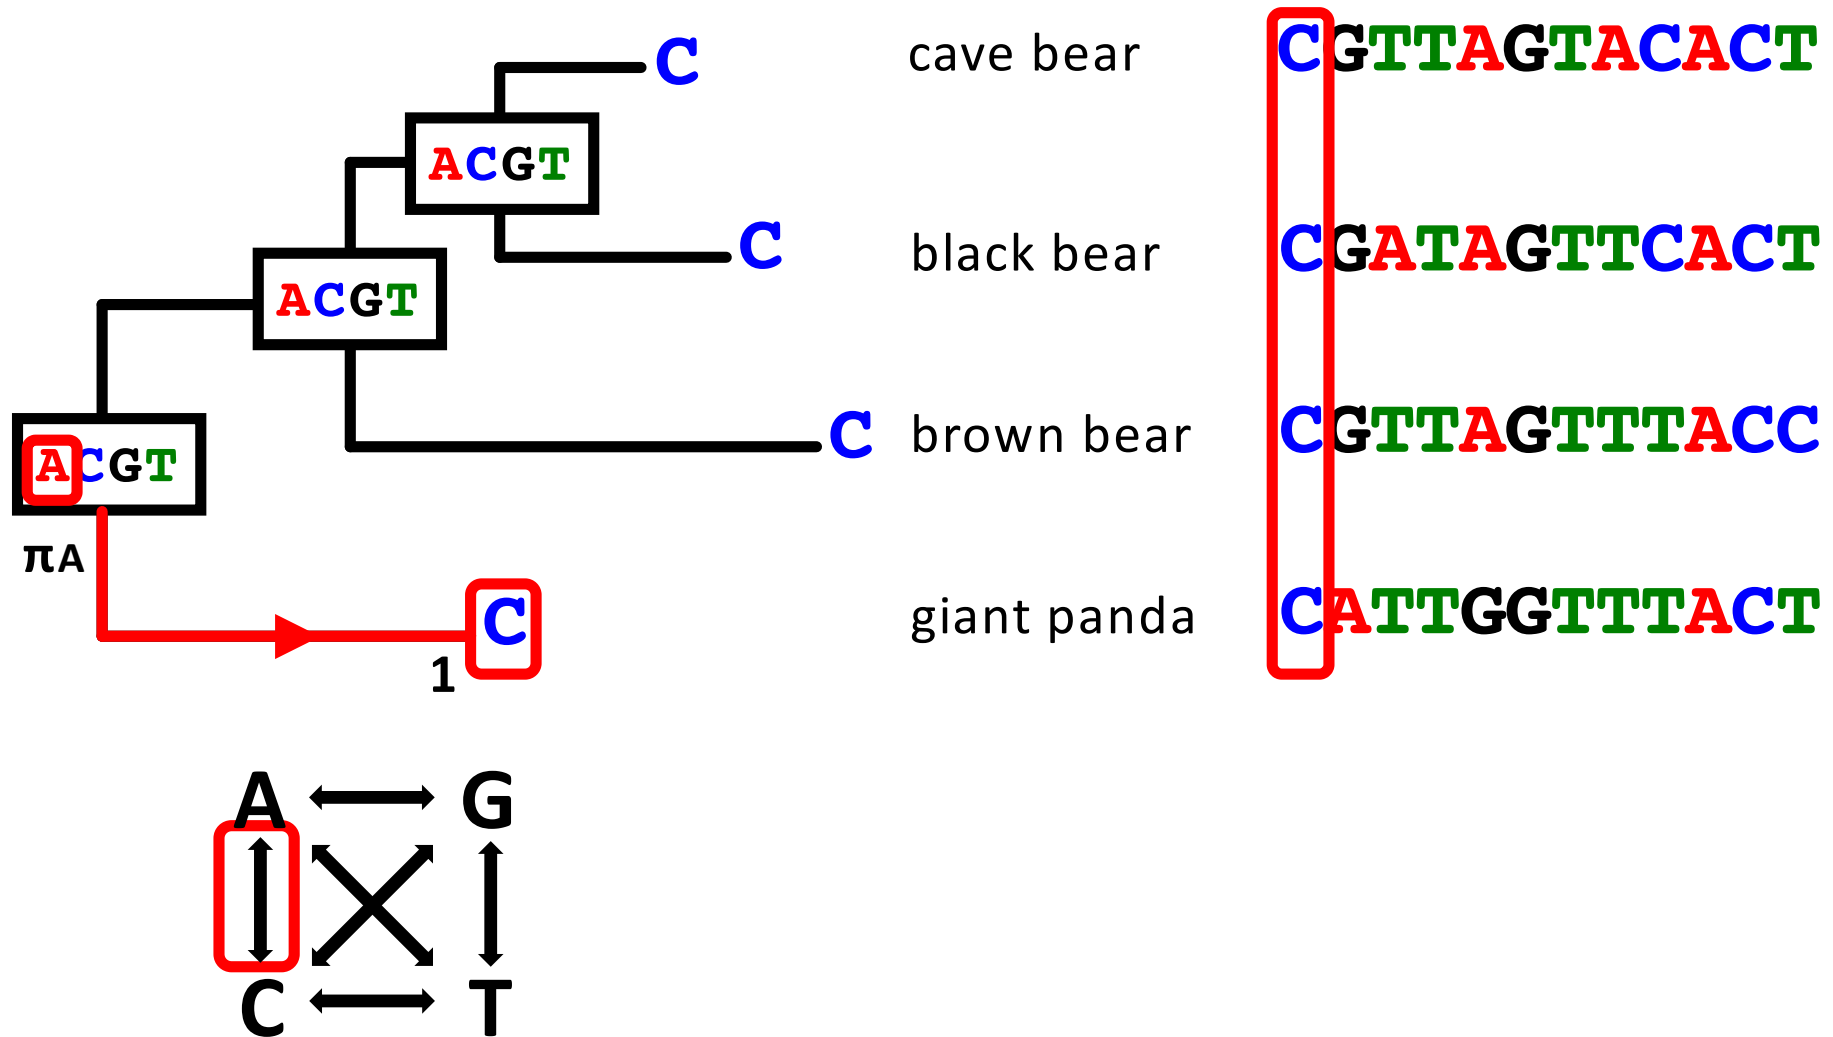 C cave bear CGTTAGTACACT
ACGT
C black bear CGATAGTTCACT
ACGT
C brown bear CGTTAGTTTACC
ACGT
πA
C giant panda CATTGGTTTACT
1
A G
C T